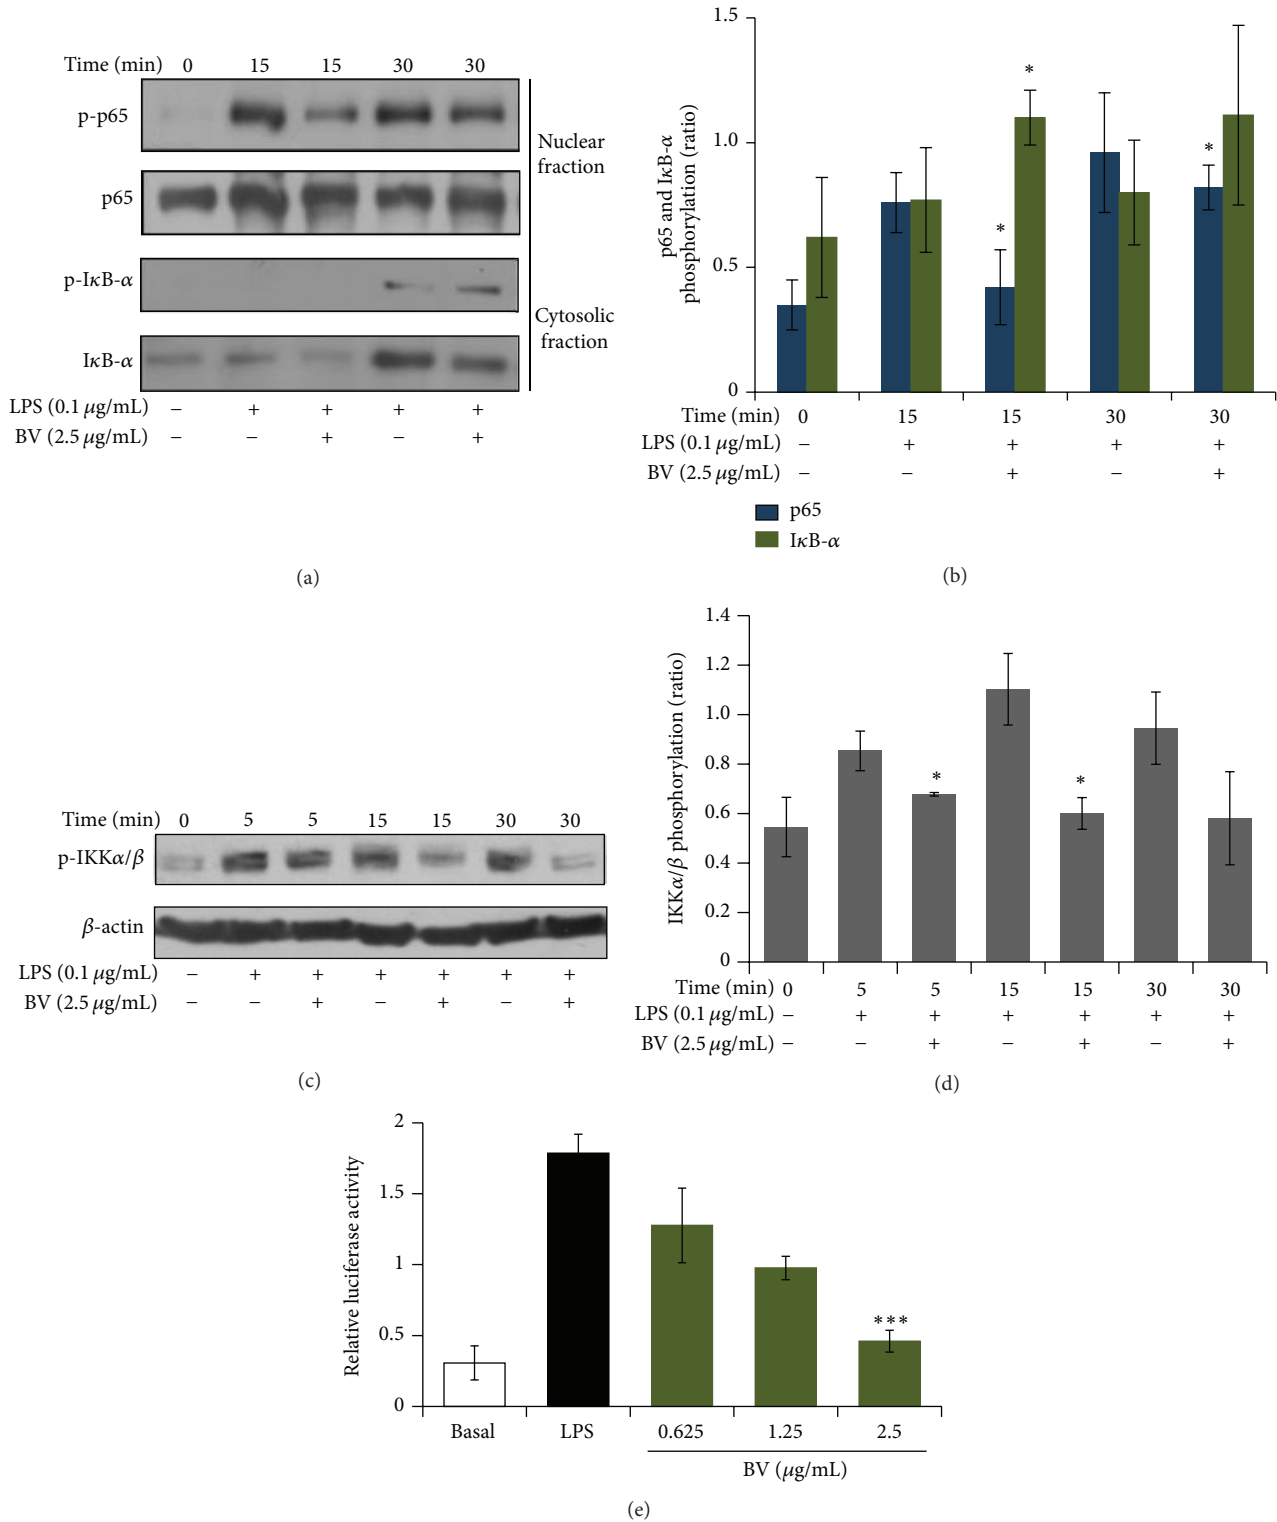 Time (min) 0 15 15 30 30
p-p65
p65
Nuclear
fraction
p-IκB-α
IκB-α
Cytosolic
fraction
LPS (0.1 μg/mL) − + + + +
BV (2.5 μg/mL) − − + − +
(a)
p65 and IκB-α
phosphorylation (ratio)
1.5
1.0
0.5
0
* * *
Time (min) 0 15 15 30 30
LPS (0.1 μg/mL) − + + + +
BV (2.5 μg/mL) − − + − +
p65
IκB-α
(b)
Time (min) 0 5 5 15 15 30 30
p-IKKα/β
β-actin
LPS (0.1 μg/mL) − + + + + + +
BV (2.5 μg/mL) − − + − + − +
(c)
IKKα/β phosphorylation (ratio)
1.4
1.2
1.0
0.8
0.6
0.4
0.2
0
* *
Time (min) 0 5 5 15 15 30 30
LPS (0.1 μg/mL) − + + + + + +
BV (2.5 μg/mL) − − + − + − +
(d)
Relative luciferase activity
2
1.5
1
0.5
0
***
Basal LPS 0.625 1.25 2.5
BV (μg/mL)
(e)